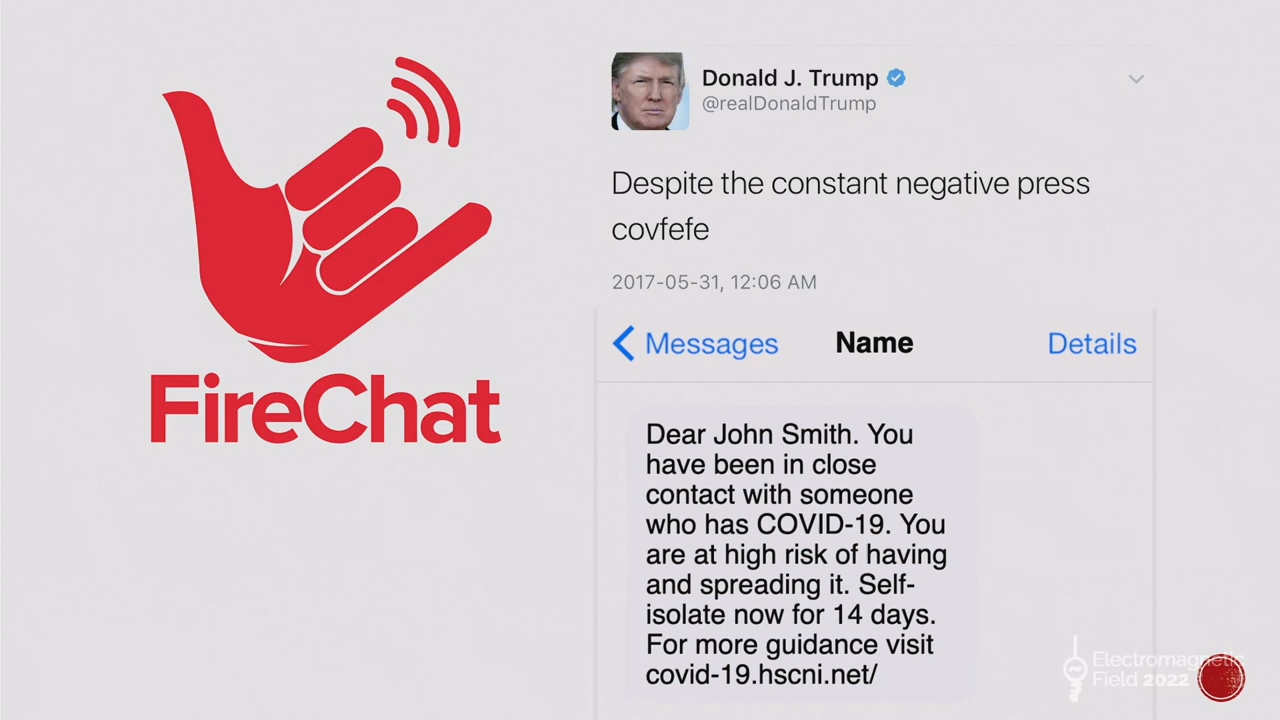 FireChat
Donald J. Trump
@realDonaldTrump
Despite the constant negative press
covfefe
2017-05-31, 12:06 AM
Messages
Name
Details
Dear John Smith. You
have been in close
contact with someone
who has COVID-19. You
are at high risk of having
and spreading it. Self-
isolate now for 14 days.
For more guidance visit
covid-19.hscni.net/
Electromagnetic
Field 2022